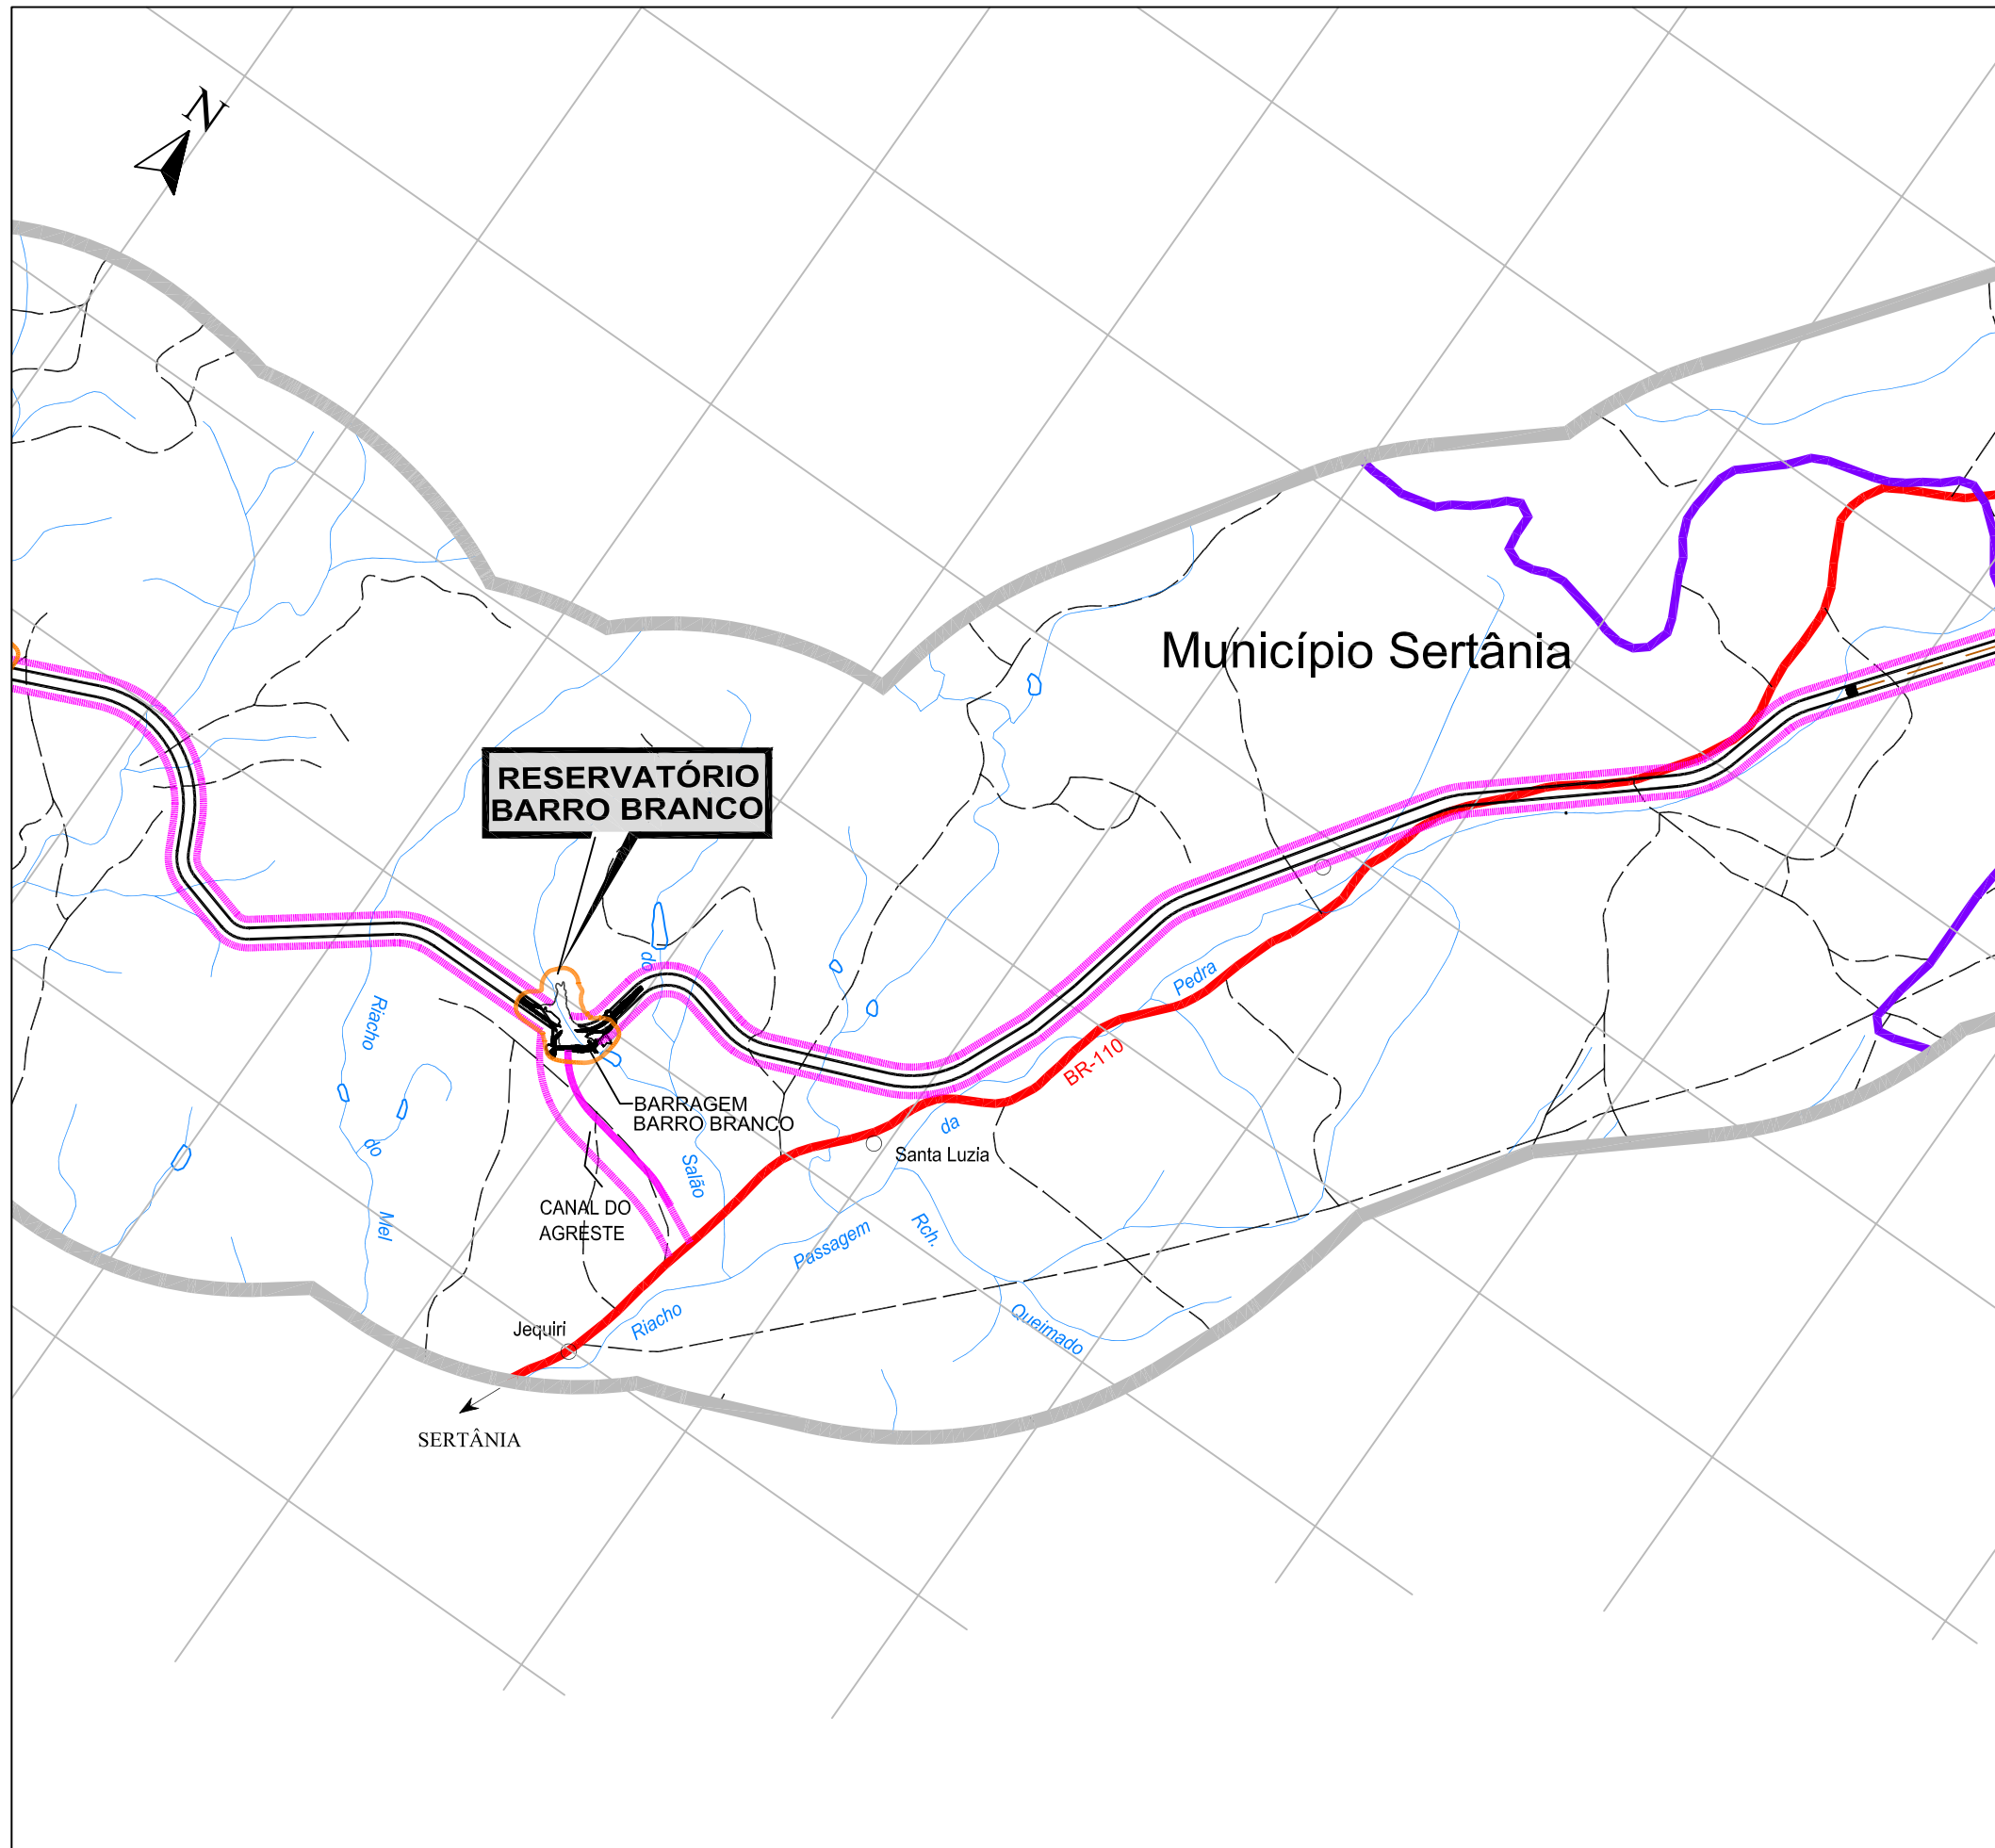 N
Município Sertânia
RESERVATÓRIO
BARRO BRANCO
do
Pedra
Riacho
BR-110
BARRAGEM
BARRO BRANCO
da
Santa Luzia
do
Salão
CANAL DO
AGRESTE
Mel
Rch.
Passagem
Queimado
Riacho
Jequiri
SERTÂNIA